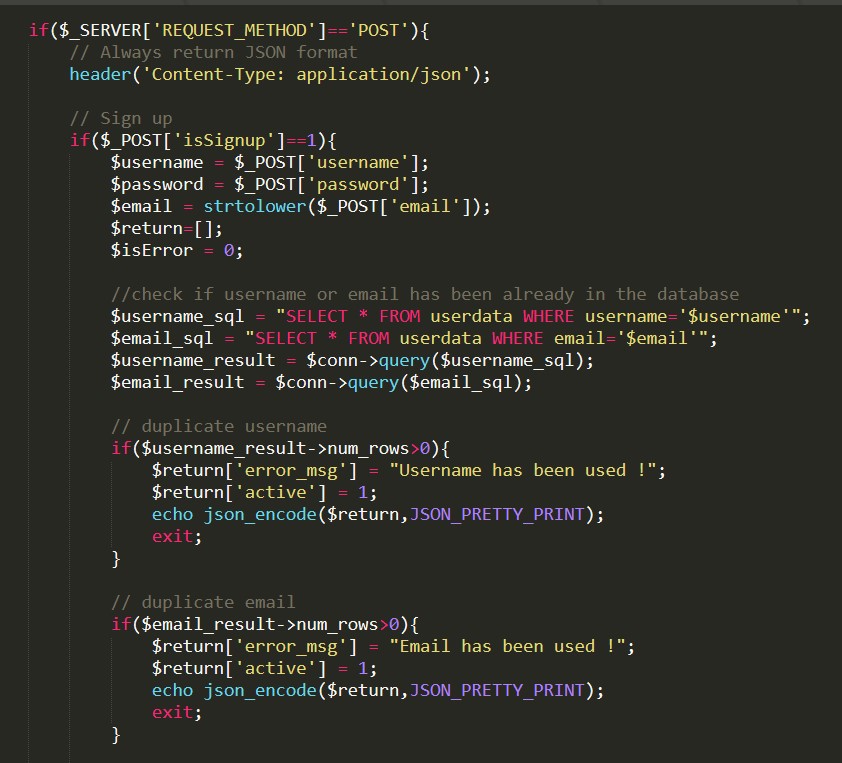 if($_SERVER['REQUEST_METHOD']=='POST'){
// Always return JSON format
header('Content-Type: application/json');
// Sign up
if($_POST['isSignup']==1){
$username = $_POST['username'];
$password = $_POST['password'];
$email = strtolower($_POST['email']);
$return=[];
$isError = 0;
//check if username or email has been already in the database
$username_sql = "SELECT * FROM userdata WHERE username='$username'";
$email_sql = "SELECT * FROM userdata WHERE email='$email'";
$username_result = $conn->query($username_sql);
$email_result = $conn->query($email_sql);
// duplicate username
if($username_result->num_rows>0){
$return['error_msg'] = "Username has been used !";
$return['active'] = 1;
echo json_encode($return,JSON_PRETTY_PRINT);
exit;
}
// duplicate email
if($email_result->num_rows>0){
$return['error_msg'] = "Email has been used !";
$return['active'] = 1;
echo json_encode($return,JSON_PRETTY_PRINT);
exit;
}